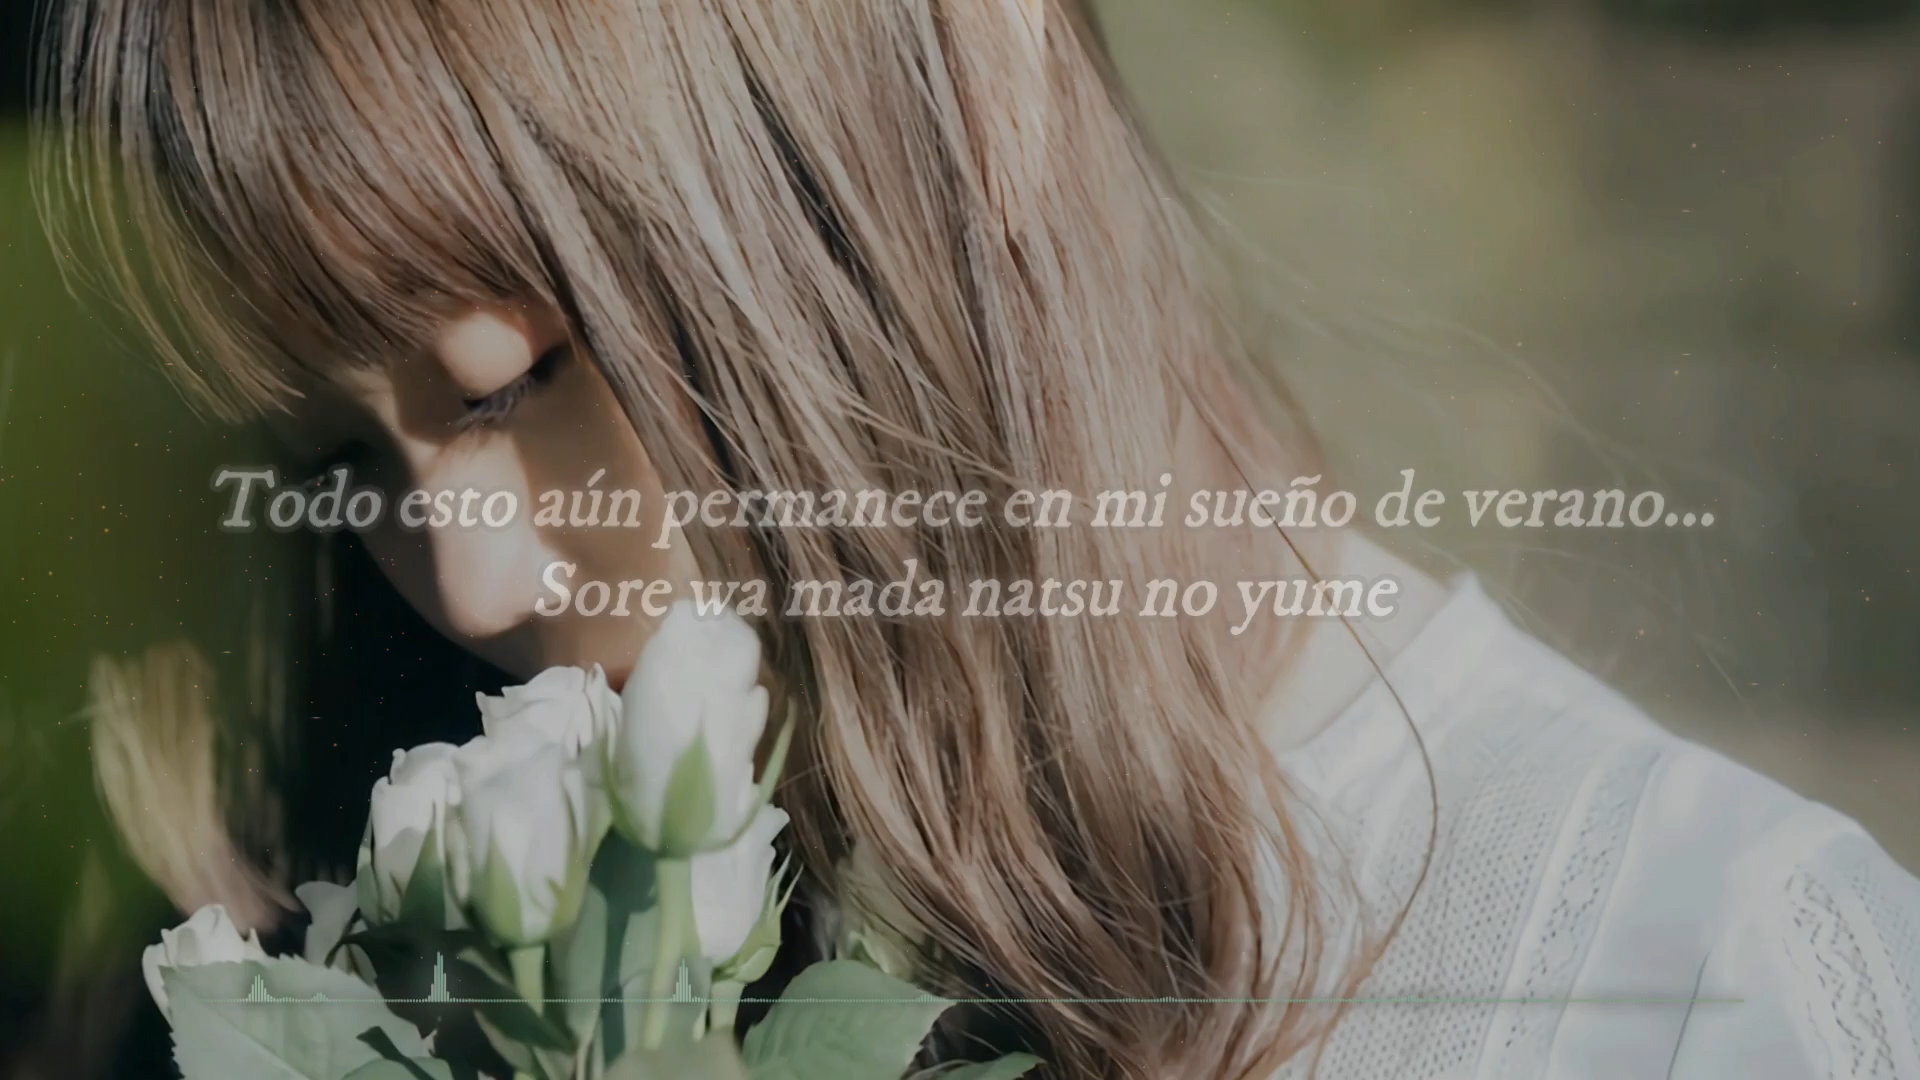 Todo esto aún permanece en mi sueño de verano...
Sore wa mada natsu no yume